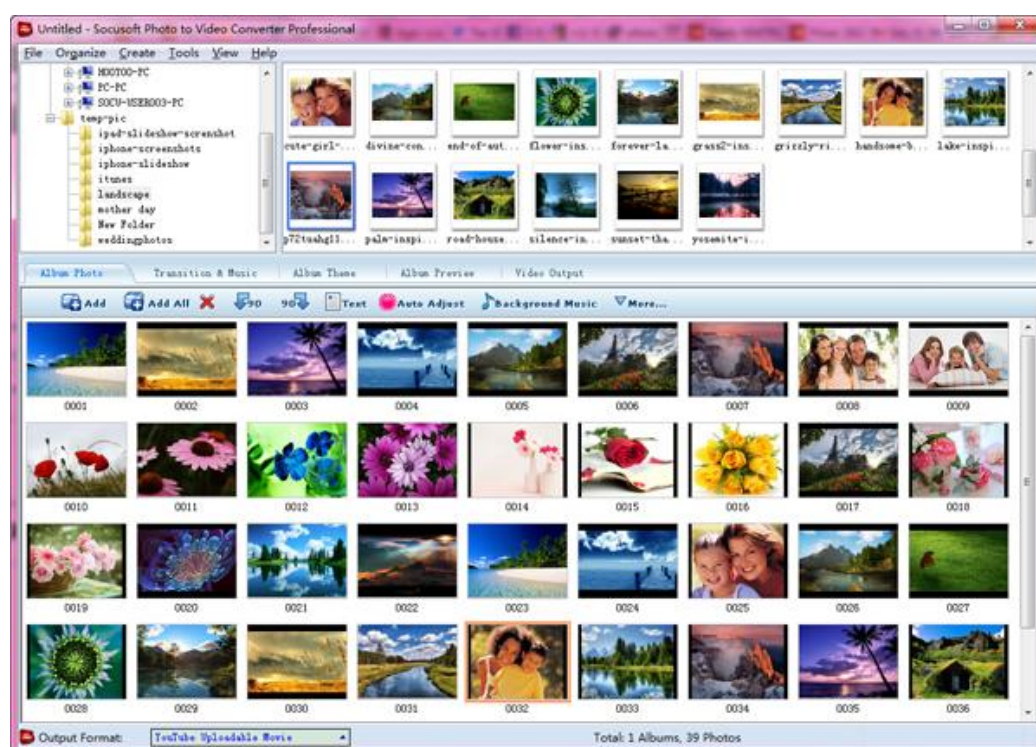 Untitled - Socusoft Photo to Video Converter Professional
File Organize Create Tools View Help
MOOTOO-PC
PC-PC
SOCU-USER003-PC
temp-pic
ipad-slideshow-screnshot
iphone-screenshots
iphone-slideshow
itunes
landscape
mother day
New Folder
weddingphotos
cute-girl-... divine-con... end-of-aut... flower-ins... forever-la... grass2-ins... grizzly-ri... handsome-b... lake-inspi...
p72tuahg11... palm-inspi... road-house... silence-in... sunset-tha... yosemite-i...
Album Photo Transition & Music Album Theme Album Preview Video Output
Add Add All 90 90 Text Auto Adjust Background Music More...
0001 0002 0003 0004 0005 0006 0007 0008 0009
0010 0011 0012 0013 0014 0015 0016 0017 0018
0019 0020 0021 0022 0023 0024 0025 0026 0027
0028 0029 0030 0031 0032 0033 0034 0035 0036
Output Format: YouTube Uploadable Movie Total: 1 Albums, 39 Photos